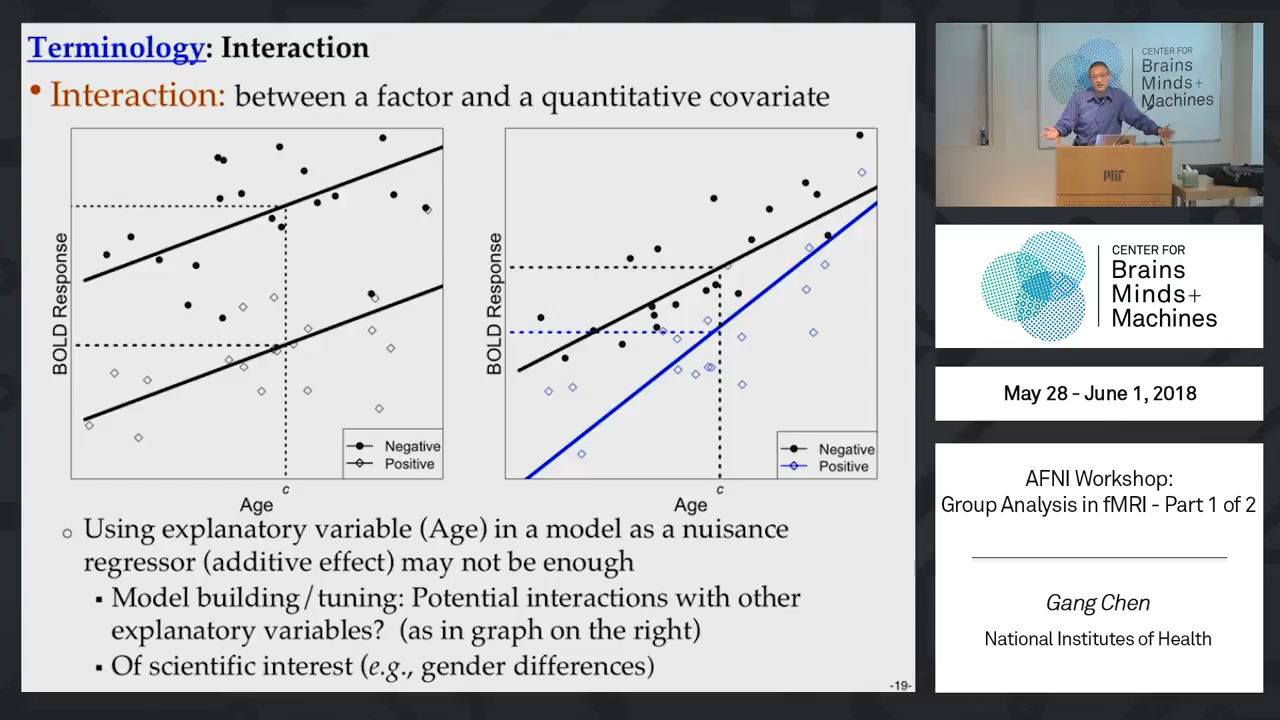 Terminology: Interaction
• Interaction: between a factor and a quantitative covariate
BOLD Response
Negative
Positive
c
Age
BOLD Response
Negative
Positive
c
Age
○ Using explanatory variable (Age) in a model as a nuisance
regressor (additive effect) may not be enough
▪ Model building/tuning: Potential interactions with other
explanatory variables? (as in graph on the right)
▪ Of scientific interest (e.g., gender differences)
-19-
CENTER FOR
Brains
Minds+
Machines
MIT
CENTER FOR
Brains
Minds+
Machines
May 28 - June 1, 2018
AFNI Workshop:
Group Analysis in fMRI - Part 1 of 2
Gang Chen
National Institutes of Health